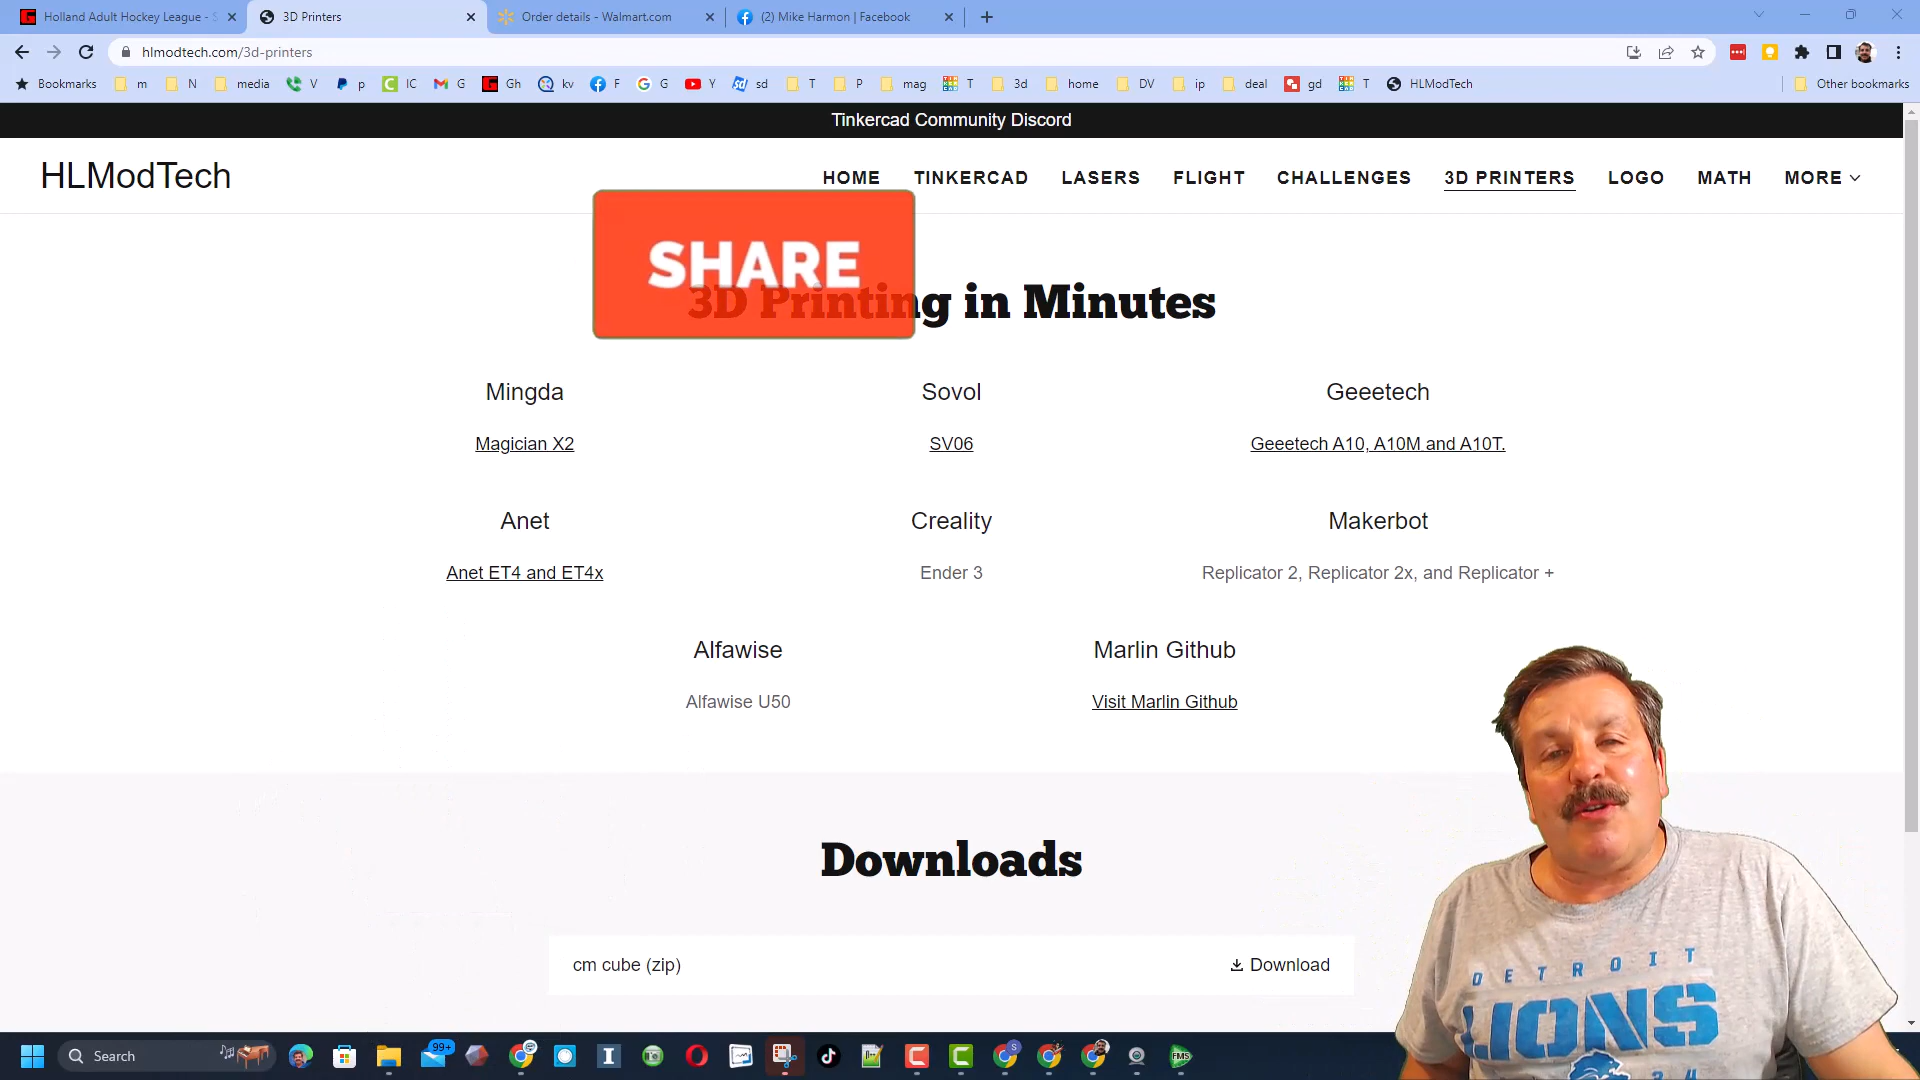 Holland Adult Hockey League - S
3D Printers
Order details - Walmart.com
(2) Mike Harmon | Facebook
hlmodtech.com/3d-printers
Bookmarks m N media V p IC G Gh kv F G Y sd T P mag T 3d home DV ip deal gd T HLModTech Other bookmarks
Tinkercad Community Discord
HLModTech
HOME TINKERCAD LASERS FLIGHT CHALLENGES 3D PRINTERS LOGO MATH MORE
SHARE
3D Printing in Minutes
Mingda Sovol Geeetech
Magician X2 SV06 Geeetech A10, A10M and A10T.
Anet Creality Makerbot
Anet ET4 and ET4x Ender 3 Replicator 2, Replicator 2x, and Replicator +
Alfawise Marlin Github
Alfawise U50 Visit Marlin Github
Downloads
cm cube (zip) Download
DETROIT
LIONS
Search
99+
FMS